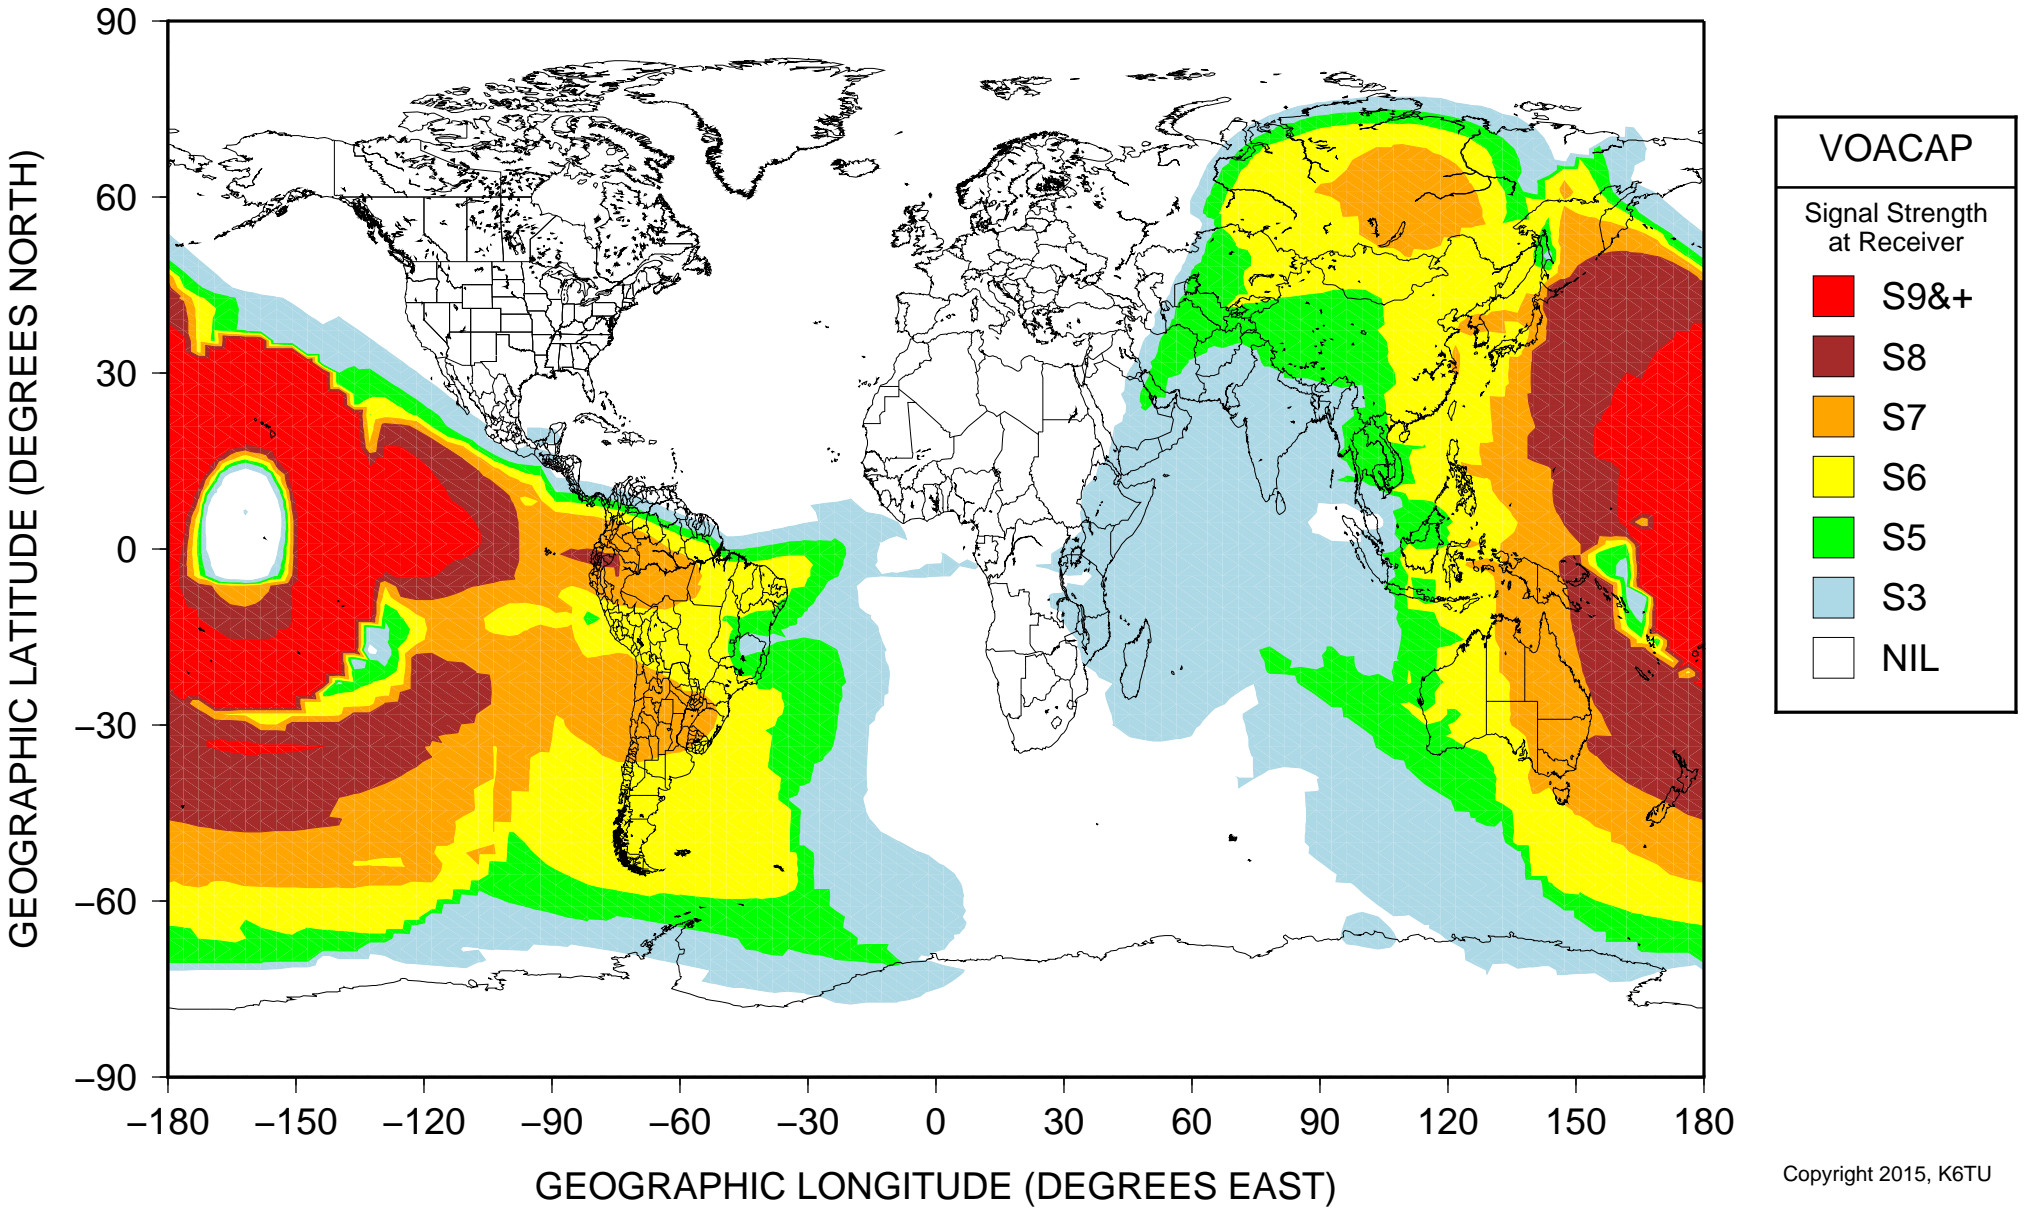 90
60
30
0
−30
−60
−90
GEOGRAPHIC LATITUDE (DEGREES NORTH)
−180 −150 −120 −90 −60 −30 0 30 60 90 120 150 180
GEOGRAPHIC LONGITUDE (DEGREES EAST)
VOACAP
Signal Strength
at Receiver
S9&+
S8
S7
S6
S5
S3
NIL
Copyright 2015, K6TU